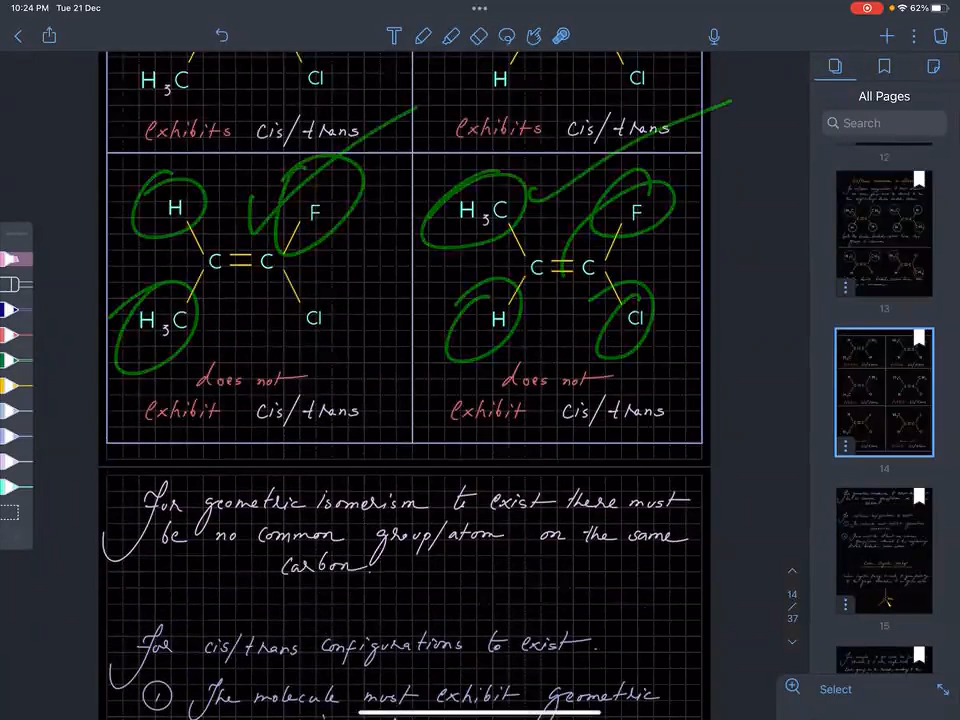 10:24 PM Tue 21 Dec
62%
H3C Cl
H Cl
exhibits cis/trans
exhibits cis/trans
H F
C = C
H3C Cl
does not
exhibit cis/trans
H3C F
C = C
H Cl
does not
exhibit cis/trans
For geometric isomerism to exist there must
be no common group/atom on the same
carbon.
For cis/trans configurations to exist.
1 The molecule must exhibit geometric
All Pages
Search
12
13
14
15
14
/
37
Select